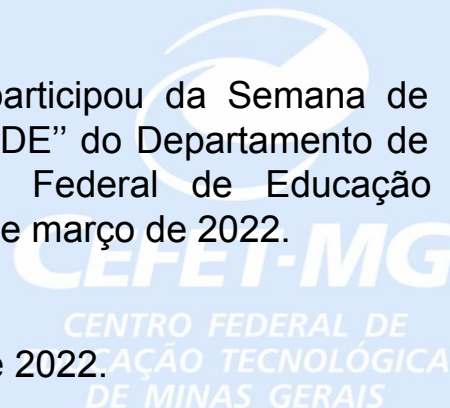 participou da Semana de
DE” do Departamento de
Federal de Educação
e março de 2022.
CEFET-MG
CENTRO FEDERAL DE
EDUCAÇÃO TECNOLÓGICA
e 2022.
DE MINAS GERAIS